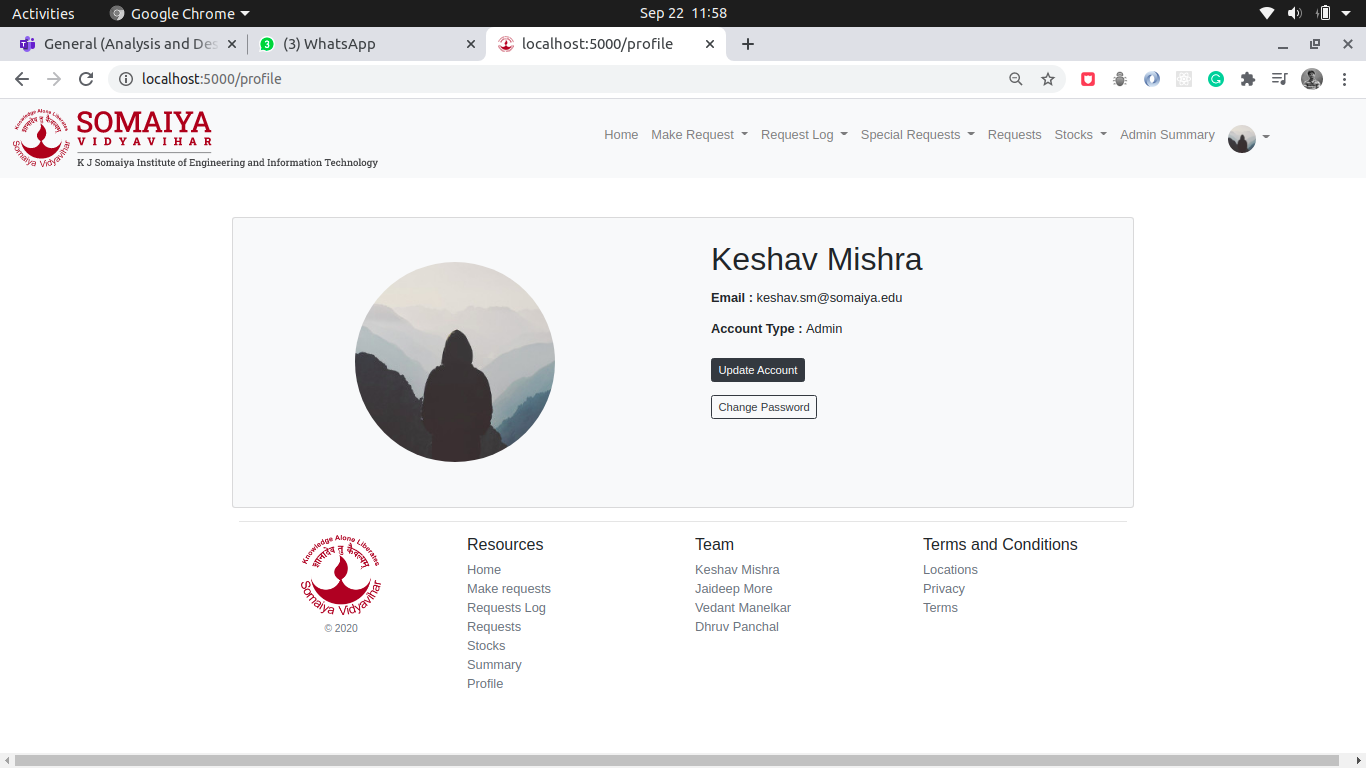 Activities
Google Chrome
Sep 22 11:58
General (Analysis and Des
(3) WhatsApp
localhost:5000/profile
localhost:5000/profile
Knowledge Alone Liberates
ज्ञानादेव तु कैवल्यम्
Somaiya Vidyavihar
SOMAIYA
VIDYAVIHAR
K J Somaiya Institute of Engineering and Information Technology
Home
Make Request
Request Log
Special Requests
Requests
Stocks
Admin Summary
Keshav Mishra
Email : keshav.sm@somaiya.edu
Account Type : Admin
Update Account
Change Password
Knowledge Alone Liberates
ज्ञानादेव तु कैवल्यम्
Somaiya Vidyavihar
© 2020
Resources
Home
Make requests
Requests Log
Requests
Stocks
Summary
Profile
Team
Keshav Mishra
Jaideep More
Vedant Manelkar
Dhruv Panchal
Terms and Conditions
Locations
Privacy
Terms